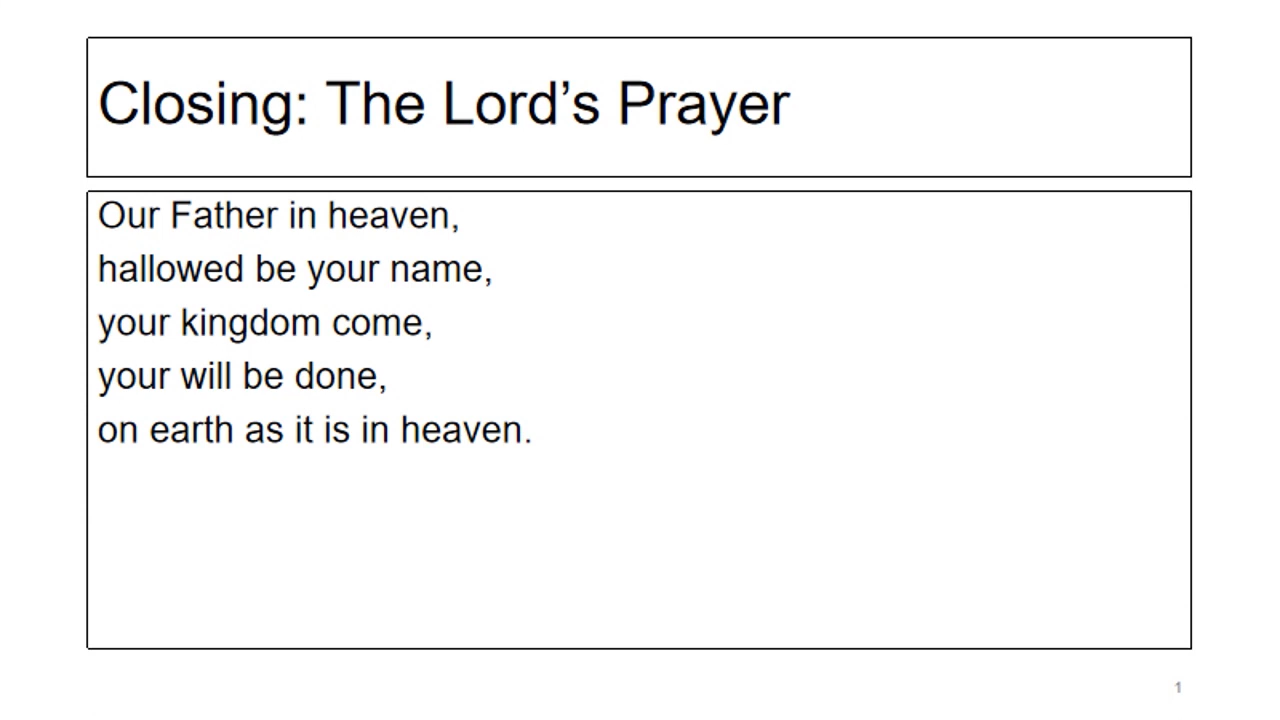 Closing: The Lord’s Prayer
Our Father in heaven,
hallowed be your name,
your kingdom come,
your will be done,
on earth as it is in heaven.
1